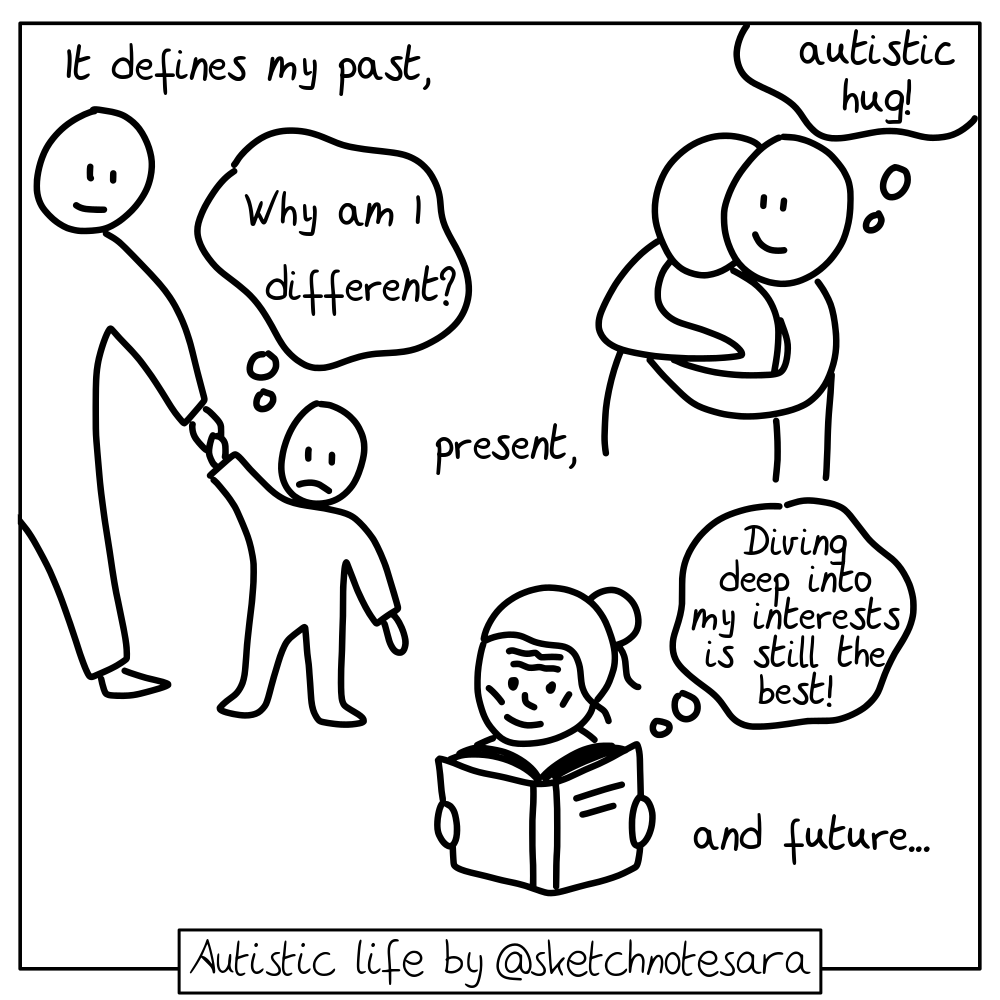 It defines my past,
Why am I
different?
autistic
hug!
present,
Diving
deep into
my interests
is still the
best!
and future...
Autistic life by @sketchnotesara